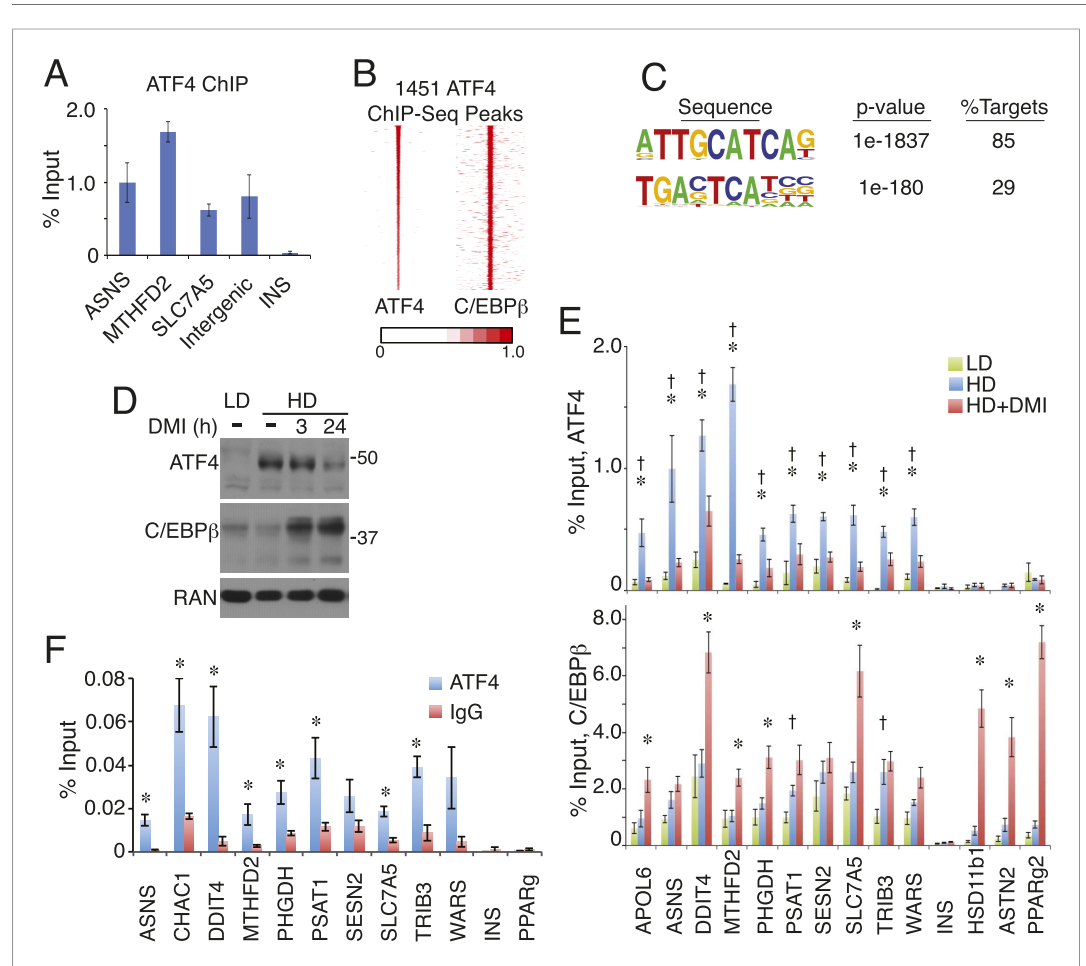 A
ATF4 ChIP
% Input
2.0
1.0
0
ASNS
MTHFD2
SLC7A5
Intergenic
INS
B
1451 ATF4
ChIP-Seq Peaks
ATF4 C/EBPβ
0 1.0
C
Sequence p-value %Targets
ATTGCATCAG 1e-1837 85
TGACTCATCC 1e-180 29
D
LD HD
DMI (h) - - 3 24
ATF4 -50
C/EBPβ -37
RAN
E
LD
HD
HD+DMI
% Input, ATF4
2.0
1.0
0
† * † * † * † * † * † * † * † * † * † *
% Input, C/EBPβ
8.0
6.0
4.0
2.0
0
* * * * † * † * * *
APOL6
ASNS
DDIT4
MTHFD2
PHGDH
PSAT1
SESN2
SLC7A5
TRIB3
WARS
INS
HSD11b1
ASTN2
PPARg2
F
ATF4
IgG
% Input
0.08
0.06
0.04
0.02
0
* * * * * * * *
ASNS
CHAC1
DDIT4
MTHFD2
PHGDH
PSAT1
SESN2
SLC7A5
TRIB3
WARS
INS
PPARg